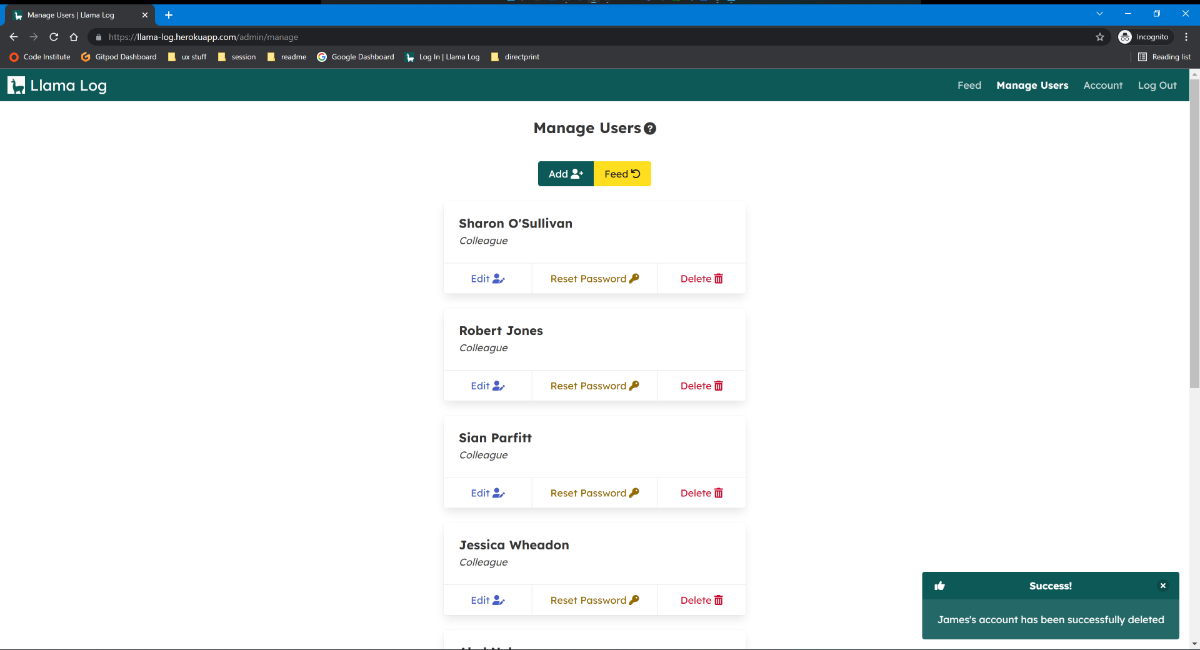 Manage Users | Llama Log
https://llama-log.herokuapp.com/admin/manage
Incognito
Code Institute
Gitpod Dashboard
ux stuff
session
readme
Google Dashboard
Log In | Llama Log
directprint
Reading list
Llama Log
Feed
Manage Users
Account
Log Out
Manage Users
Add
Feed
Sharon O'Sullivan
Colleague
Edit
Reset Password
Delete
Robert Jones
Colleague
Edit
Reset Password
Delete
Sian Parfitt
Colleague
Edit
Reset Password
Delete
Jessica Wheadon
Colleague
Edit
Reset Password
Delete
Success!
James's account has been successfully deleted